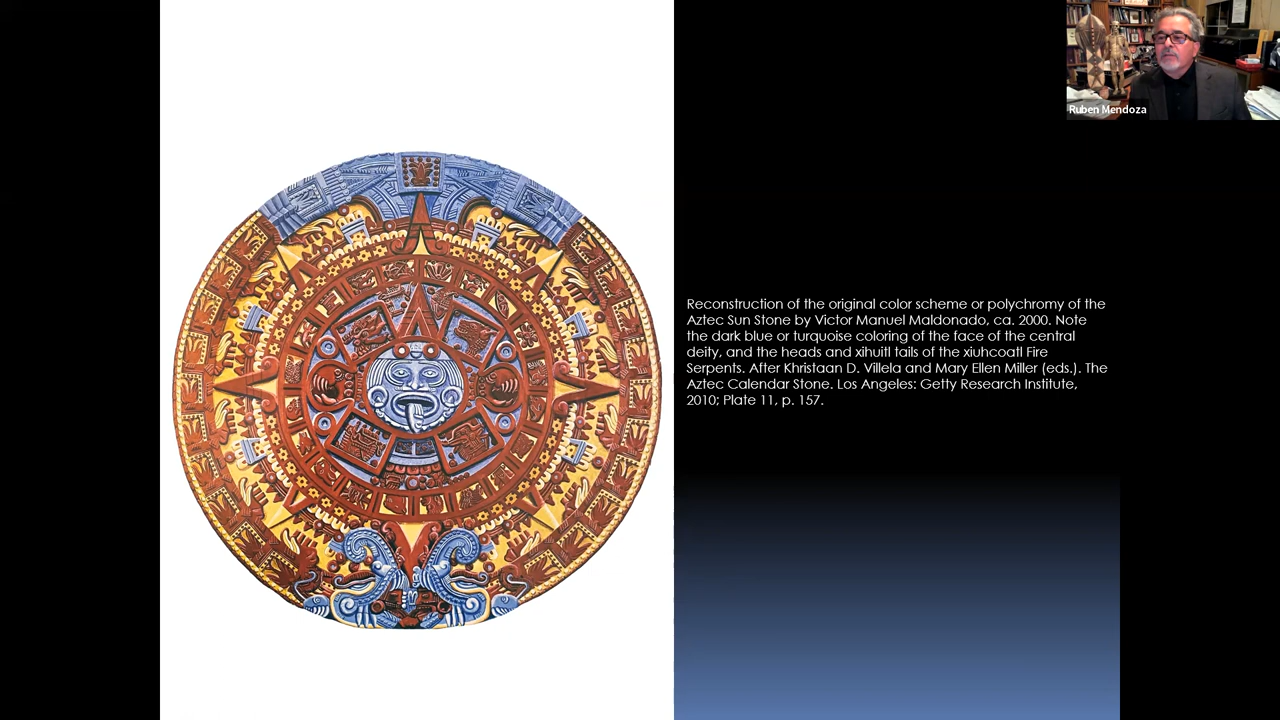 Ruben Mendoza
Reconstruction of the original color scheme or polychromy of the
Aztec Sun Stone by Victor Manuel Maldonado, ca. 2000. Note
the dark blue or turquoise coloring of the face of the central
deity, and the heads and xihuitl tails of the xiuhcoatl Fire
Serpents. After Khristaan D. Villela and Mary Ellen Miller (eds.). The
Aztec Calendar Stone. Los Angeles: Getty Research Institute,
2010; Plate 11, p. 157.